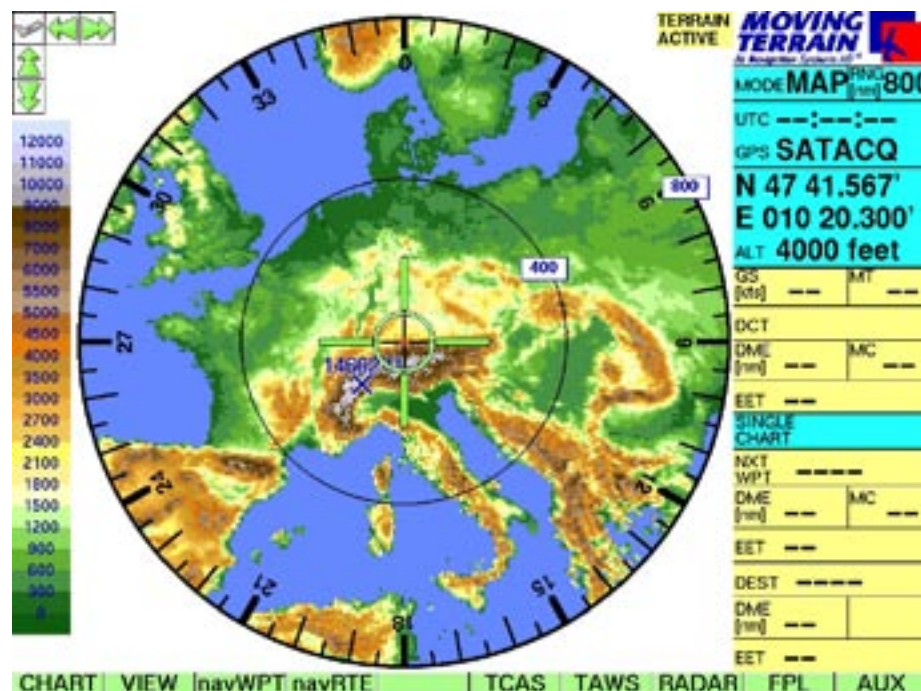 TERRAIN
ACTIVE
MOVING
TERRAIN
MODE MAP RNG [nm] 800
UTC --:--:--
GPS SATACQ
N 47 41.567'
E 010 20.300'
ALT 4000 feet
GS [kts] -- MT --
DCT
DME [nm] -- MC --
EET --
SINGLE
CHART
NXT
WPT ----
DME [nm] -- MC --
EET --
DEST ----
DME [nm] --
EET --
12000
11000
10000
9000
8000
7000
6000
5500
5000
4500
4000
3500
3000
2700
2400
2100
1800
1500
1200
900
600
300
0
0
3
6
9
12
15
18
21
24
27
30
33
800
400
CHART VIEW navWPT navRTE TCAS TAWS RADAR FPL AUX